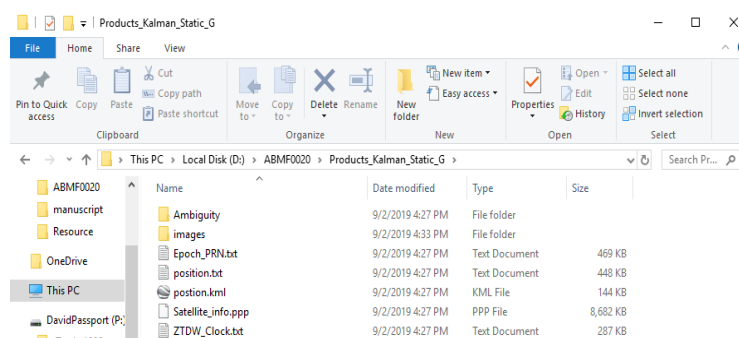 Products_Kalman_Static_G
File Home Share View
Pin to Quick access
Copy
Paste
Cut
Copy path
Paste shortcut
Clipboard
Move to
Copy to
Delete
Rename
Organize
New folder
New item
Easy access
New
Properties
Open
Edit
History
Open
Select all
Select none
Invert selection
Select
This PC > Local Disk (D:) > ABMF0020 > Products_Kalman_Static_G >
Search Pr...
ABMF0020
manuscript
Resource
OneDrive
This PC
DavidPassport (P:)
Name Date modified Type Size
Ambiguity 9/2/2019 4:27 PM File folder
images 9/2/2019 4:33 PM File folder
Epoch_PRN.txt 9/2/2019 4:27 PM Text Document 469 KB
position.txt 9/2/2019 4:27 PM Text Document 448 KB
postion.kml 9/2/2019 4:27 PM KML File 144 KB
Satellite_info.ppp 9/2/2019 4:27 PM PPP File 8,682 KB
ZTDW_Clock.txt 9/2/2019 4:27 PM Text Document 287 KB